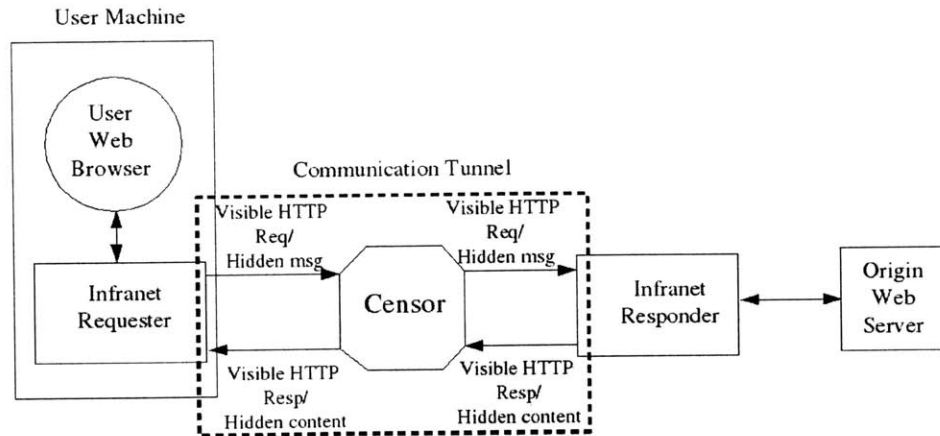 User Machine
User
Web
Browser
Communication Tunnel
Visible HTTP
Req/
Hidden msg
Visible HTTP
Req/
Hidden msg
Infranet
Requester
Censor
Infranet
Responder
Origin
Web
Server
Visible HTTP
Resp/
Hidden content
Visible HTTP
Resp/
Hidden content